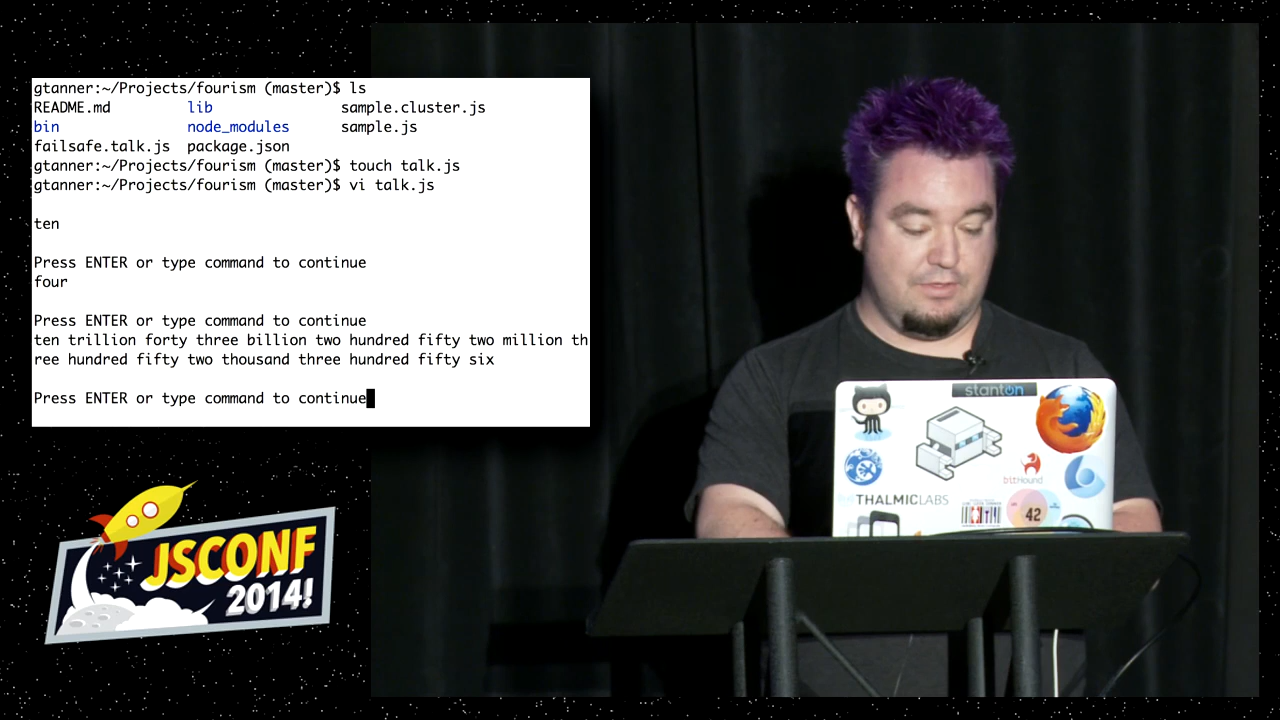 gtanner:~/Projects/fourism (master)$ ls
README.md lib sample.cluster.js
bin node_modules sample.js
failsafe.talk.js package.json
gtanner:~/Projects/fourism (master)$ touch talk.js
gtanner:~/Projects/fourism (master)$ vi talk.js
ten
Press ENTER or type command to continue
four
Press ENTER or type command to continue
ten trillion forty three billion two hundred fifty two million th
ree hundred fifty two thousand three hundred fifty six
Press ENTER or type command to continue
JSCONF
2014!
stanton
bitHound
THALMICLABS
42